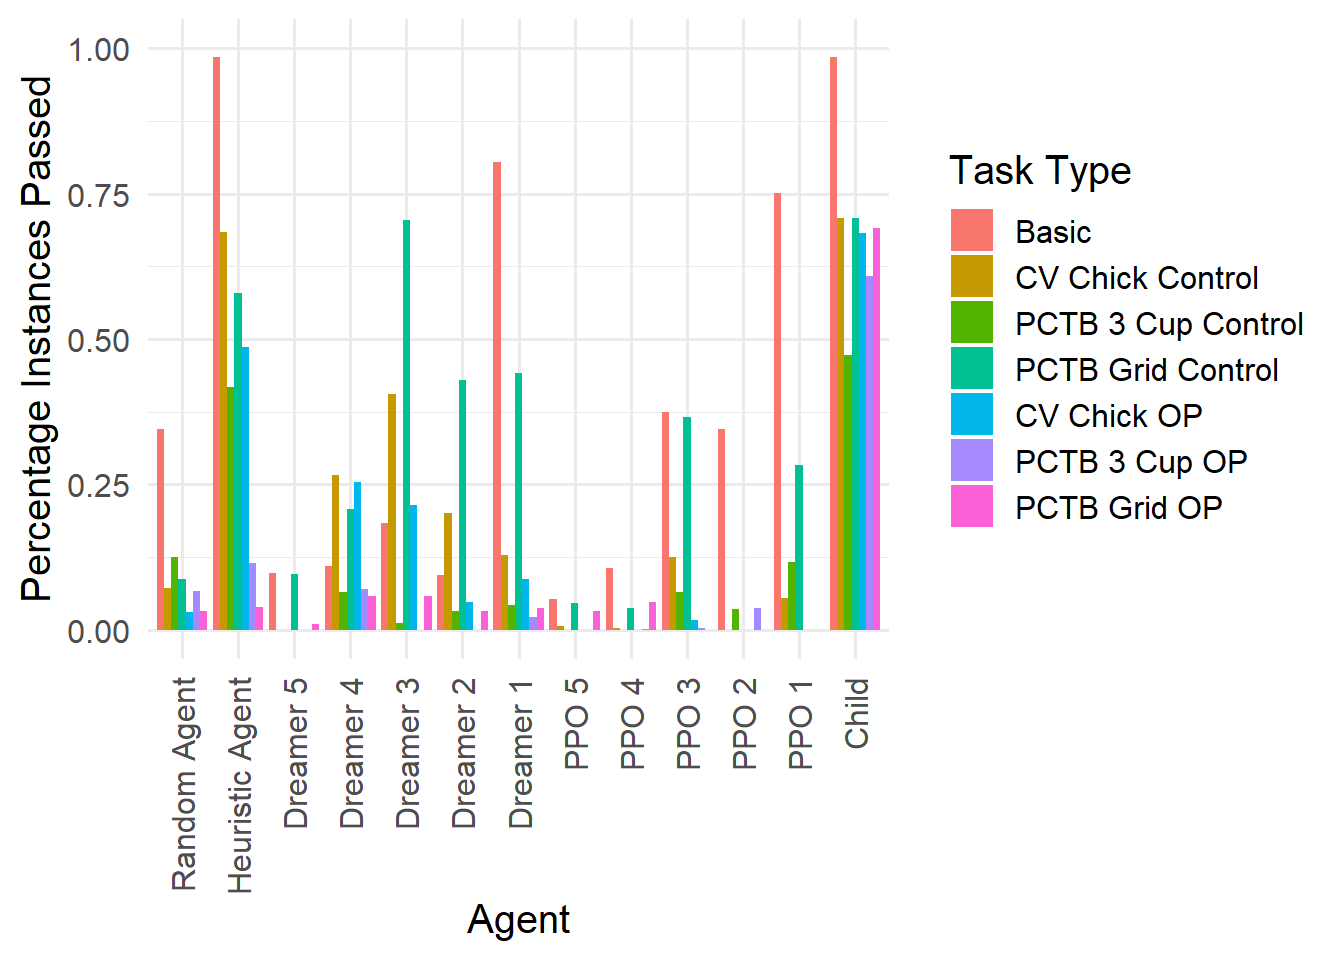 Percentage Instances Passed
1.00
0.75
0.50
0.25
0.00
Random Agent
Heuristic Agent
Dreamer 5
Dreamer 4
Dreamer 3
Dreamer 2
Dreamer 1
PPO 5
PPO 4
PPO 3
PPO 2
PPO 1
Child
Agent
Task Type
Basic
CV Chick Control
PCTB 3 Cup Control
PCTB Grid Control
CV Chick OP
PCTB 3 Cup OP
PCTB Grid OP